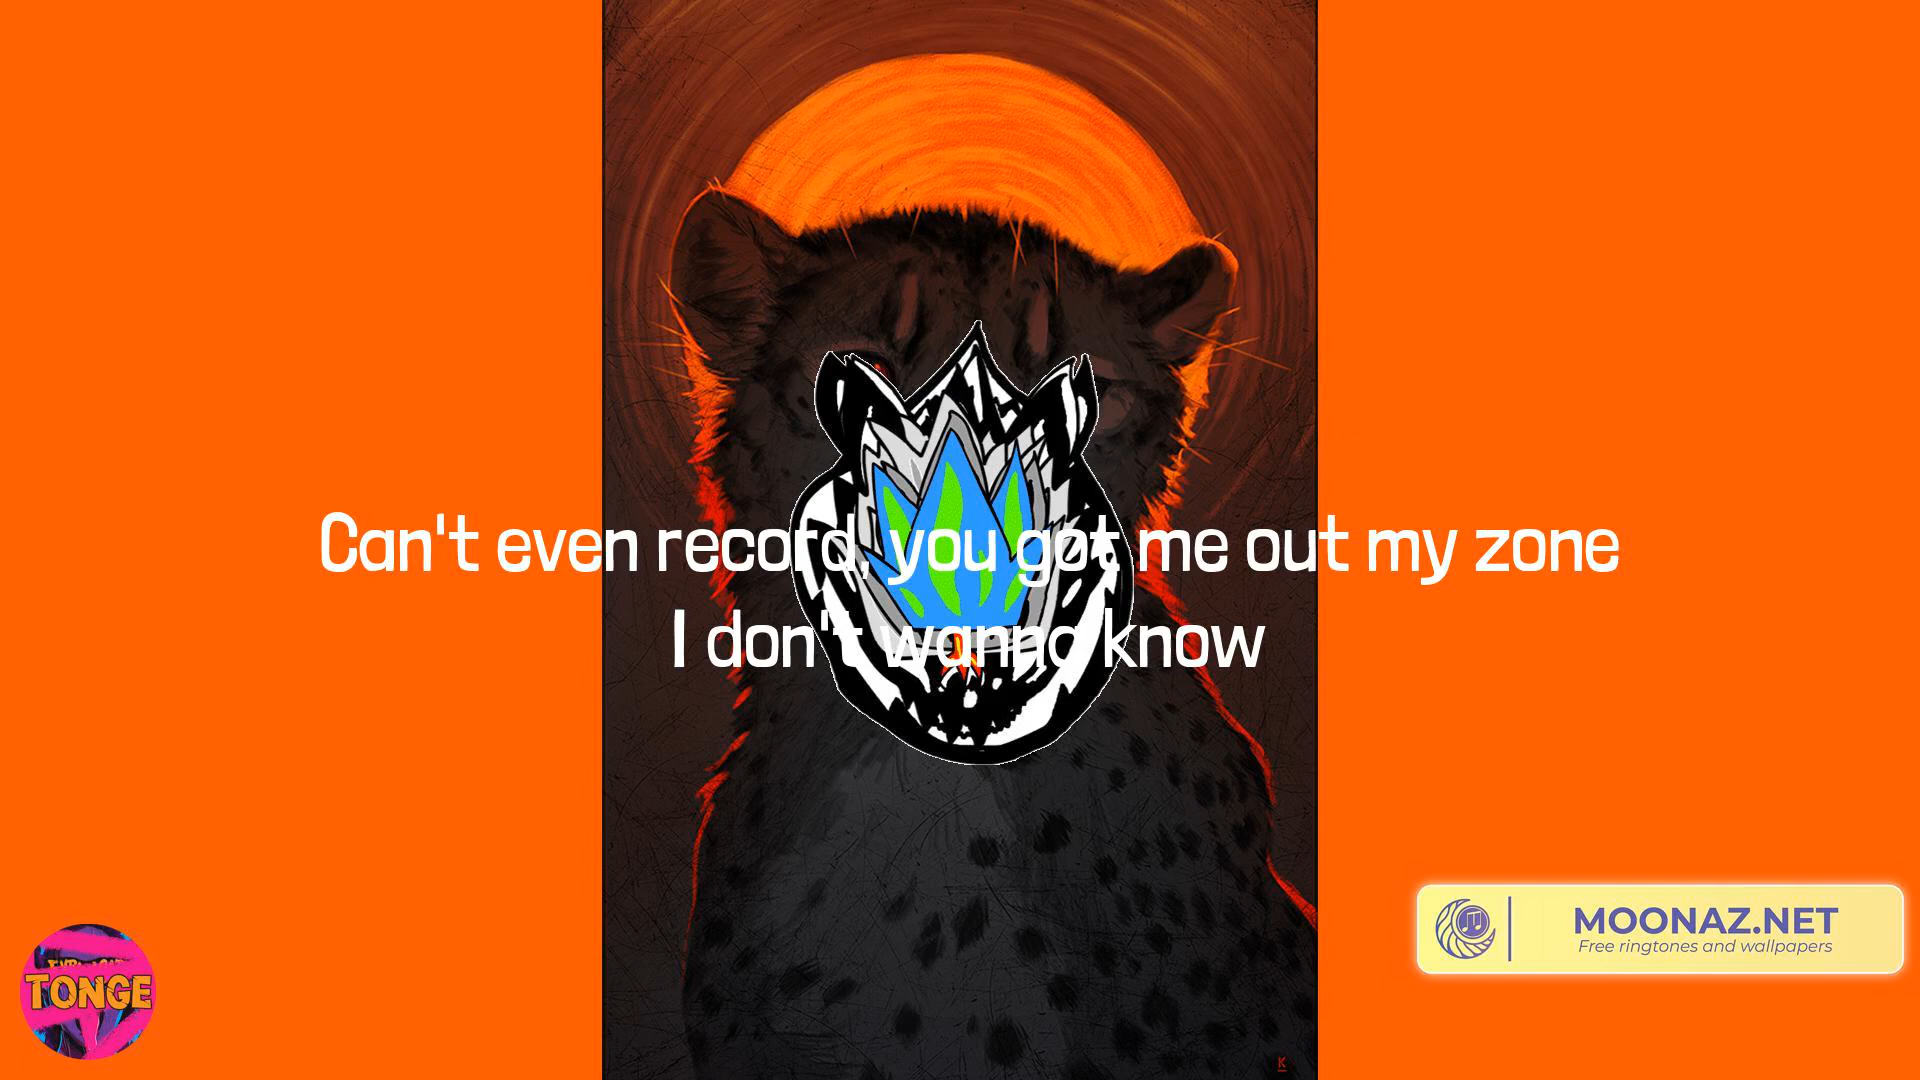 Can't even record, you got me out my zone
I don't wanna know
TONGE
MOONAZ.NET
Free ringtones and wallpapers
K